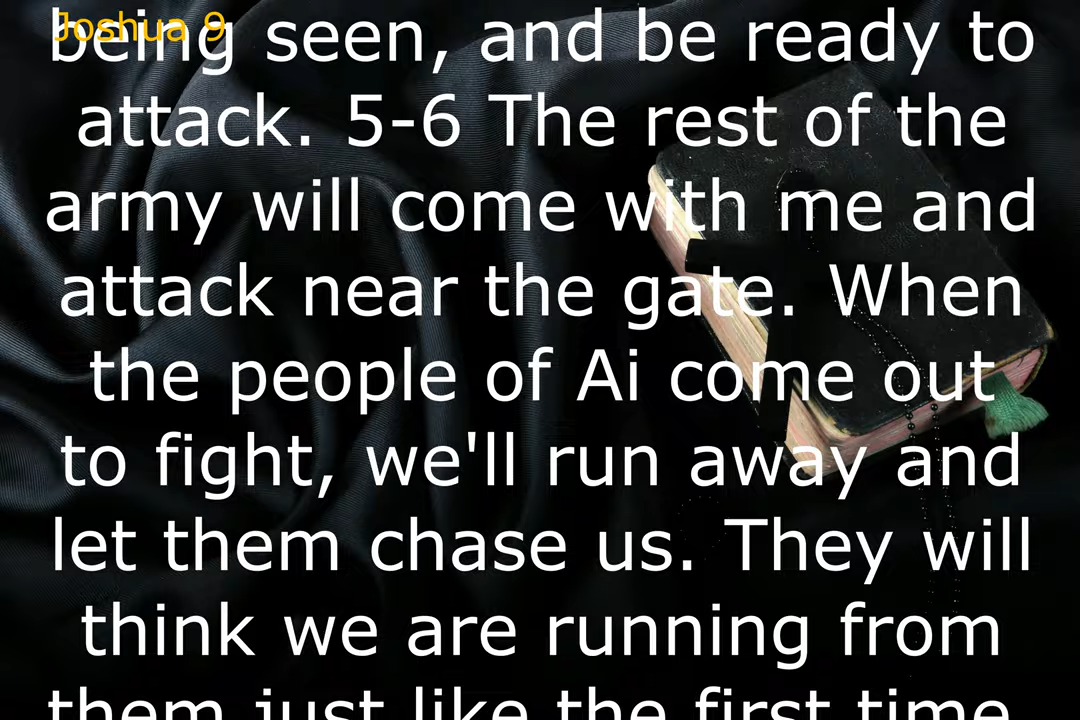 Joshua 9
being seen, and be ready to
attack. 5-6 The rest of the
army will come with me and
attack near the gate. When
the people of Ai come out
to fight, we'll run away and
let them chase us. They will
think we are running from
them just like the first time.